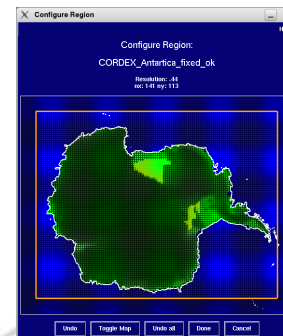 Configure Region
Configure Region:
CORDEX_Antartica_fixed_ok
Resolution: .44
nx: 141 ny: 113
Undo Toggle Map Undo all Done Cancel